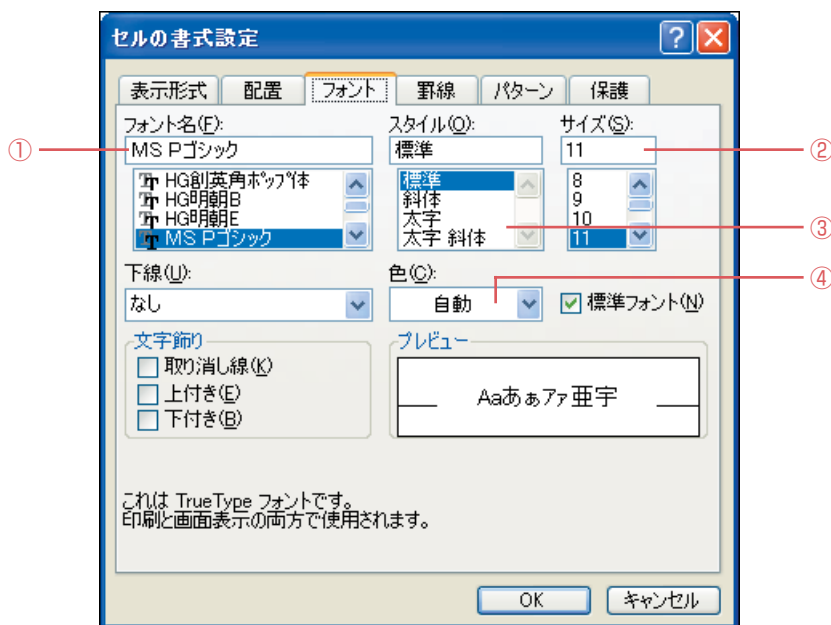 セルの書式設定
表示形式 配置 フォント 罫線 パターン 保護
フォント名(F): スタイル(O): サイズ(S):
① MS Pゴシック 標準 11 ②
HG創英角ポップ体 標準 8
HG明朝B 斜体 9
HG明朝E 太字 10
MS Pゴシック 太字 斜体 11 ③
下線(U): 色(C): ④
なし 自動 標準フォント(N)
文字飾り プレビュー
取り消し線(K)
上付き(E) Aaあぁアァ亜宇
下付き(B)
これは TrueType フォントです。
印刷と画面表示の両方で使用されます。
OK キャンセル